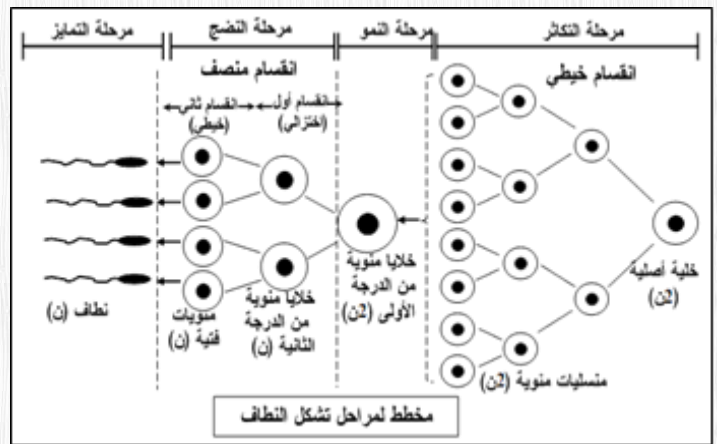 مرحلة التكاثر
مرحلة النمو
مرحلة النضج
مرحلة التمايز
انقسام خيطي
انقسام منصف
انقسام أول
(اختزالي)
انقسام ثاني
(خيطي)
خلية أصلية
(2ن)
منسليات منوية (2ن)
خلايا منوية
من الدرجة
الأولى (2ن)
خلايا منوية
من الدرجة
الثانية (ن)
منويات
فتية (ن)
نطاف (ن)
مخطط لمراحل تشكل النطاف